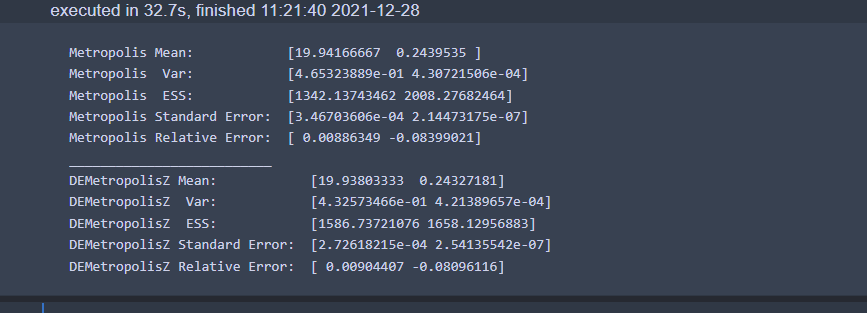 executed in 32.7s, finished 11:21:40 2021-12-28
Metropolis Mean:            [19.94166667  0.2439535 ]
Metropolis  Var:            [4.65323889e-01 4.30721506e-04]
Metropolis  ESS:            [1342.13743462 2008.27682464]
Metropolis Standard Error:  [3.46703606e-04 2.14473175e-07]
Metropolis Relative Error:  [ 0.00886349 -0.08399021]
__________________________
DEMetropolisZ Mean:            [19.93803333  0.24327181]
DEMetropolisZ  Var:            [4.32573466e-01 4.21389657e-04]
DEMetropolisZ  ESS:            [1586.73721076 1658.12956883]
DEMetropolisZ Standard Error:  [2.72618215e-04 2.54135542e-07]
DEMetropolisZ Relative Error:  [ 0.00904407 -0.08096116]